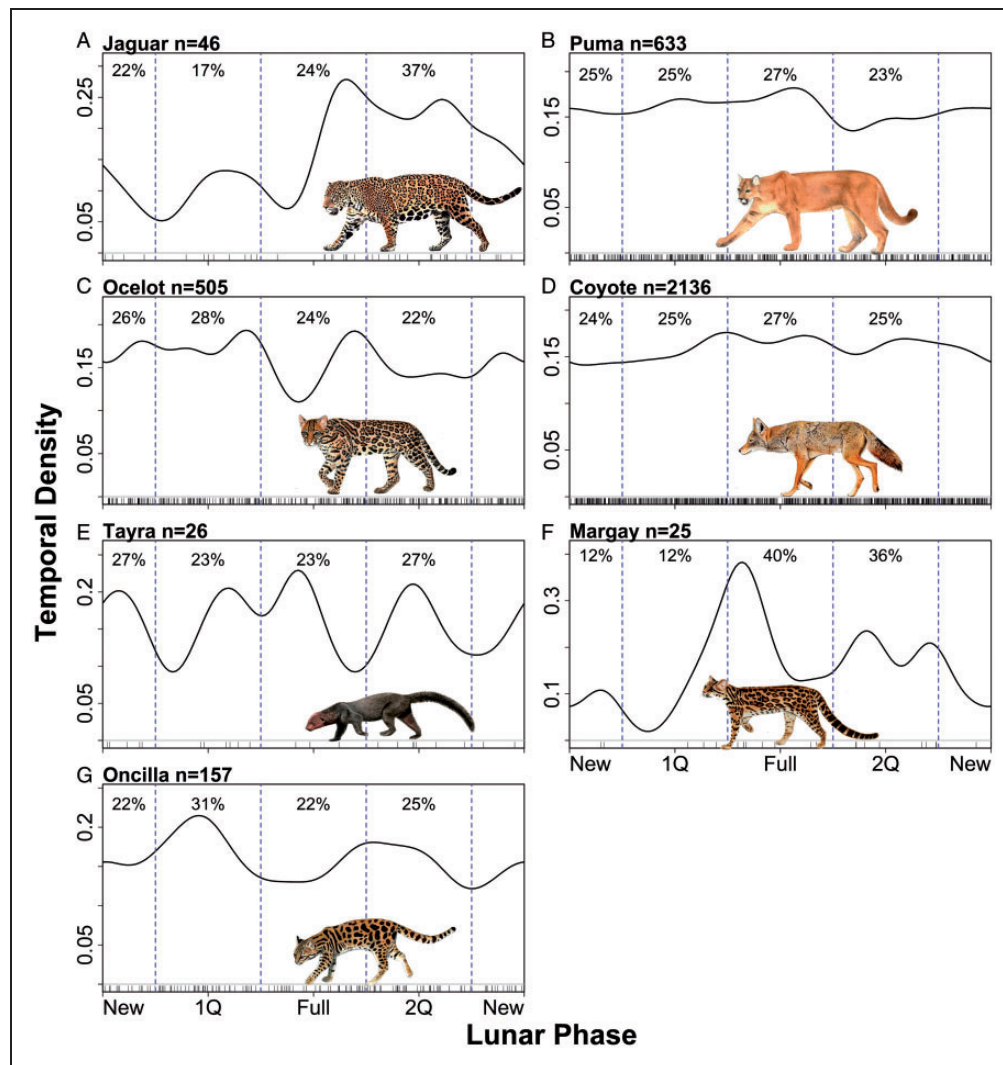 A Jaguar n=46
22% 17% 24% 37%
0.25
0.05
B Puma n=633
25% 25% 27% 23%
0.15
0.05
C Ocelot n=505
26% 28% 24% 22%
0.15
0.05
D Coyote n=2136
24% 25% 27% 25%
0.15
0.05
E Tayra n=26
27% 23% 23% 27%
0.2
0.05
F Margay n=25
12% 12% 40% 36%
0.3
0.1
New 1Q Full 2Q New
G Oncilla n=157
22% 31% 22% 25%
0.2
0.05
New 1Q Full 2Q New
Temporal Density
Lunar Phase